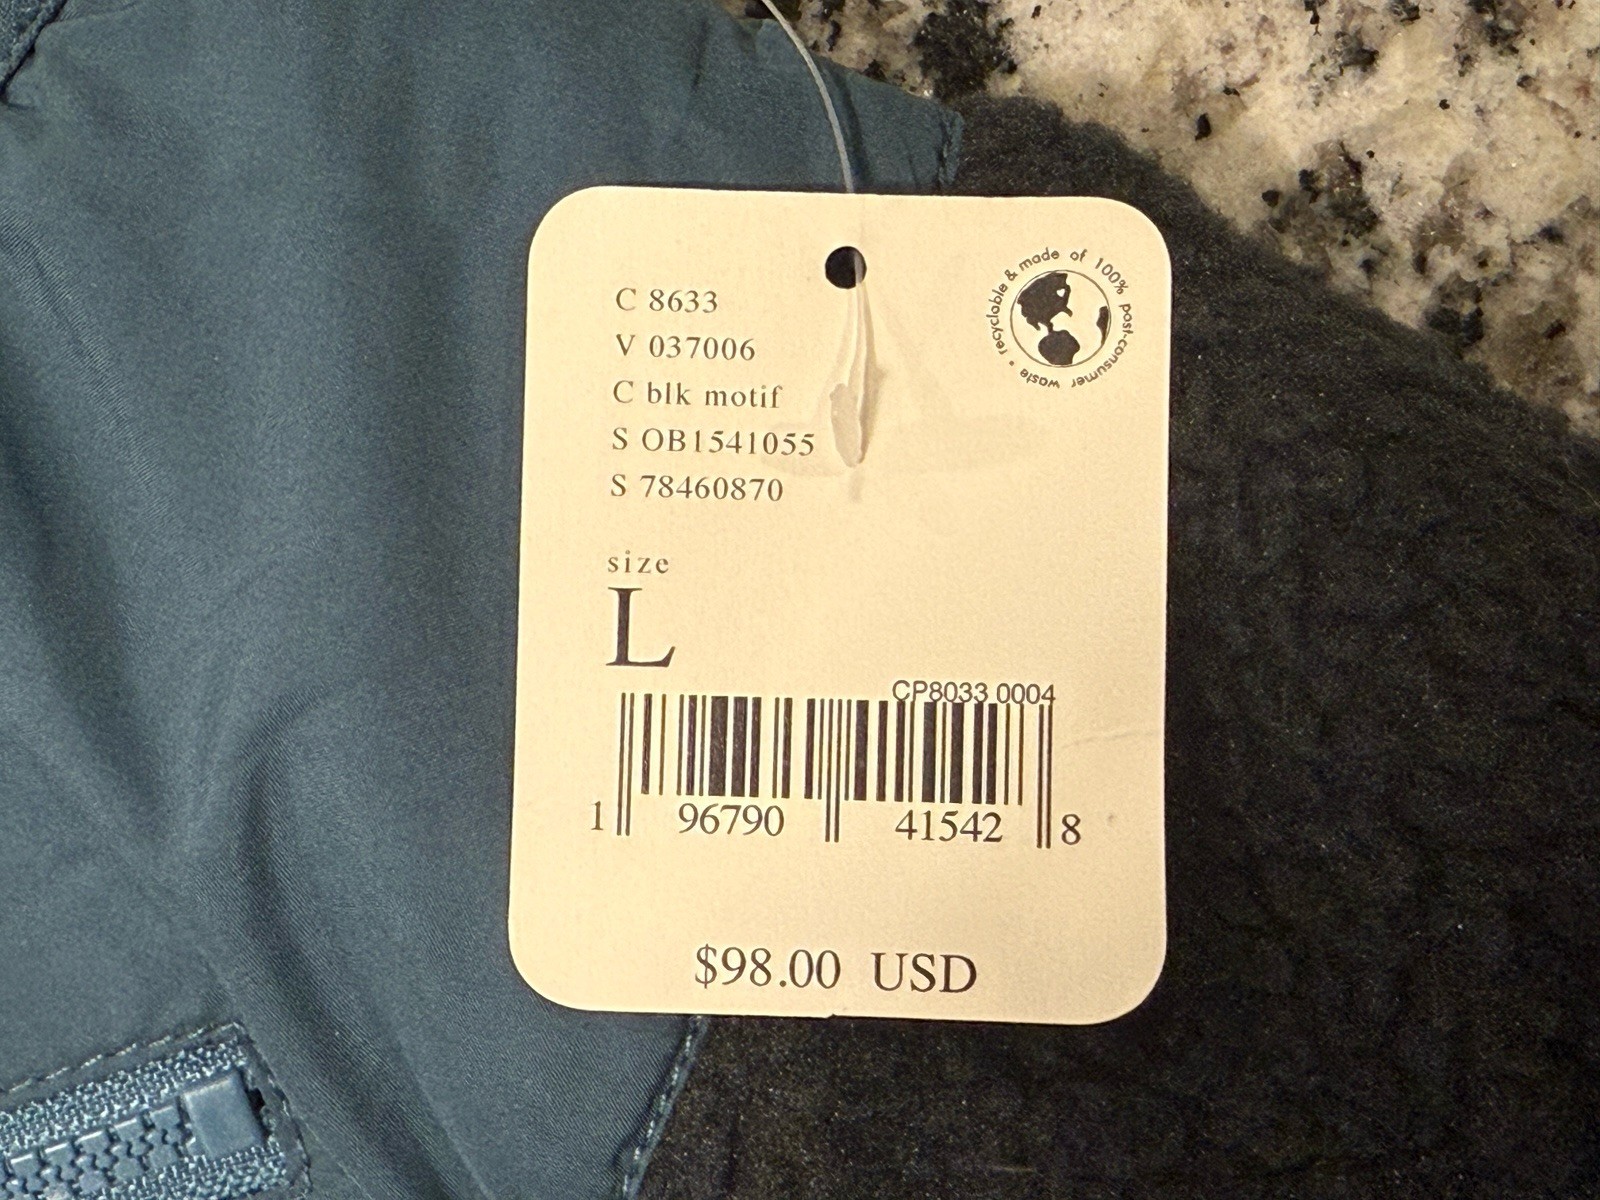 C 8633
V 037006
C blk motif
S OB1541055
S 78460870
recyclable & made of 100% post-consumer waste •
size
L
CP8033 0004
1 96790 41542 8
$98.00 USD